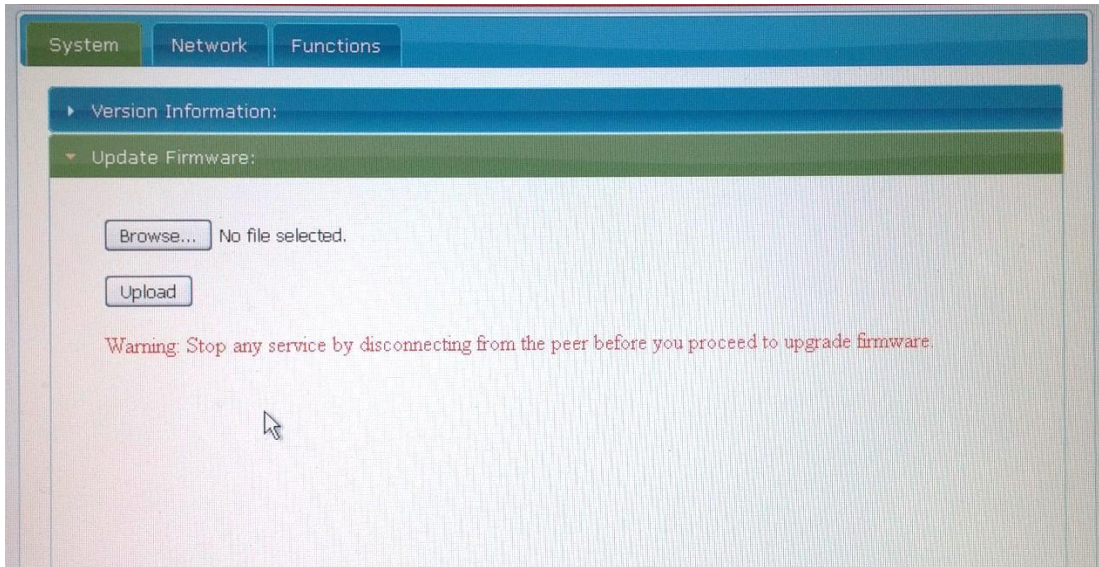 System Network Functions
Version Information:
Update Firmware:
Browse... No file selected.
Upload
Warning: Stop any service by disconnecting from the peer before you proceed to upgrade firmware.